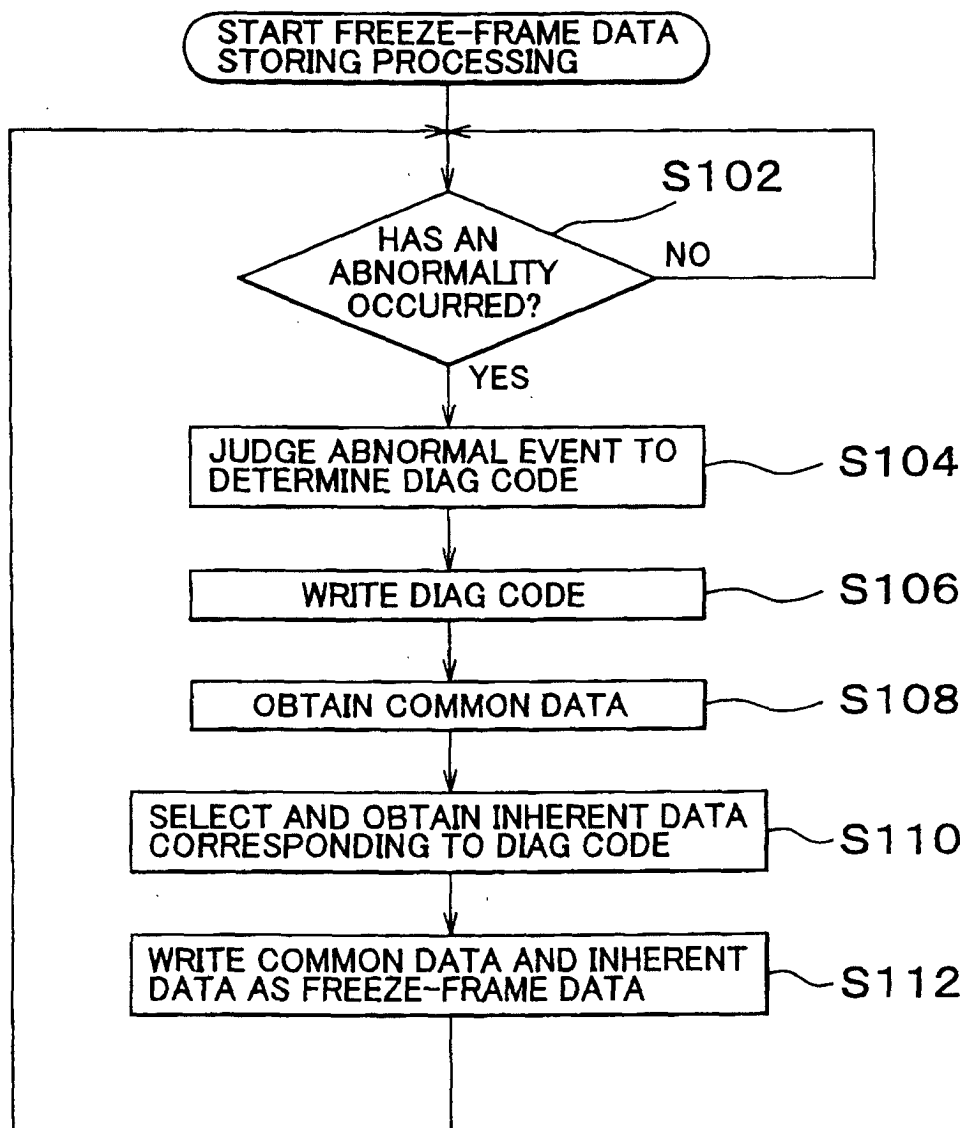 START FREEZE-FRAME DATA
STORING PROCESSING
S102
HAS AN
ABNORMALITY
OCCURRED?
NO
YES
JUDGE ABNORMAL EVENT TO
DETERMINE DIAG CODE
S104
WRITE DIAG CODE
S106
OBTAIN COMMON DATA
S108
SELECT AND OBTAIN INHERENT DATA
CORRESPONDING TO DIAG CODE
S110
WRITE COMMON DATA AND INHERENT
DATA AS FREEZE-FRAME DATA
S112